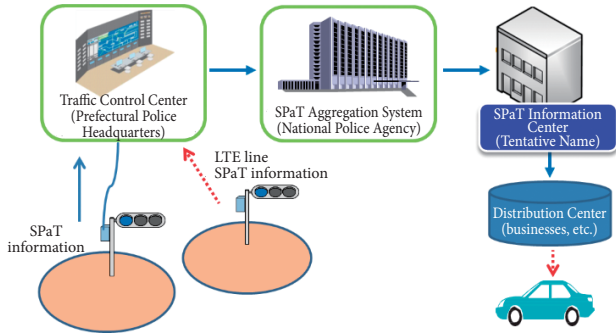 Traffic Control Center
(Prefectural Police
Headquarters)
SPaT Aggregation System
(National Police Agency)
SPaT Information
Center
(Tentative Name)
LTE line
SPaT information
SPaT
information
Distribution Center
(businesses, etc.)